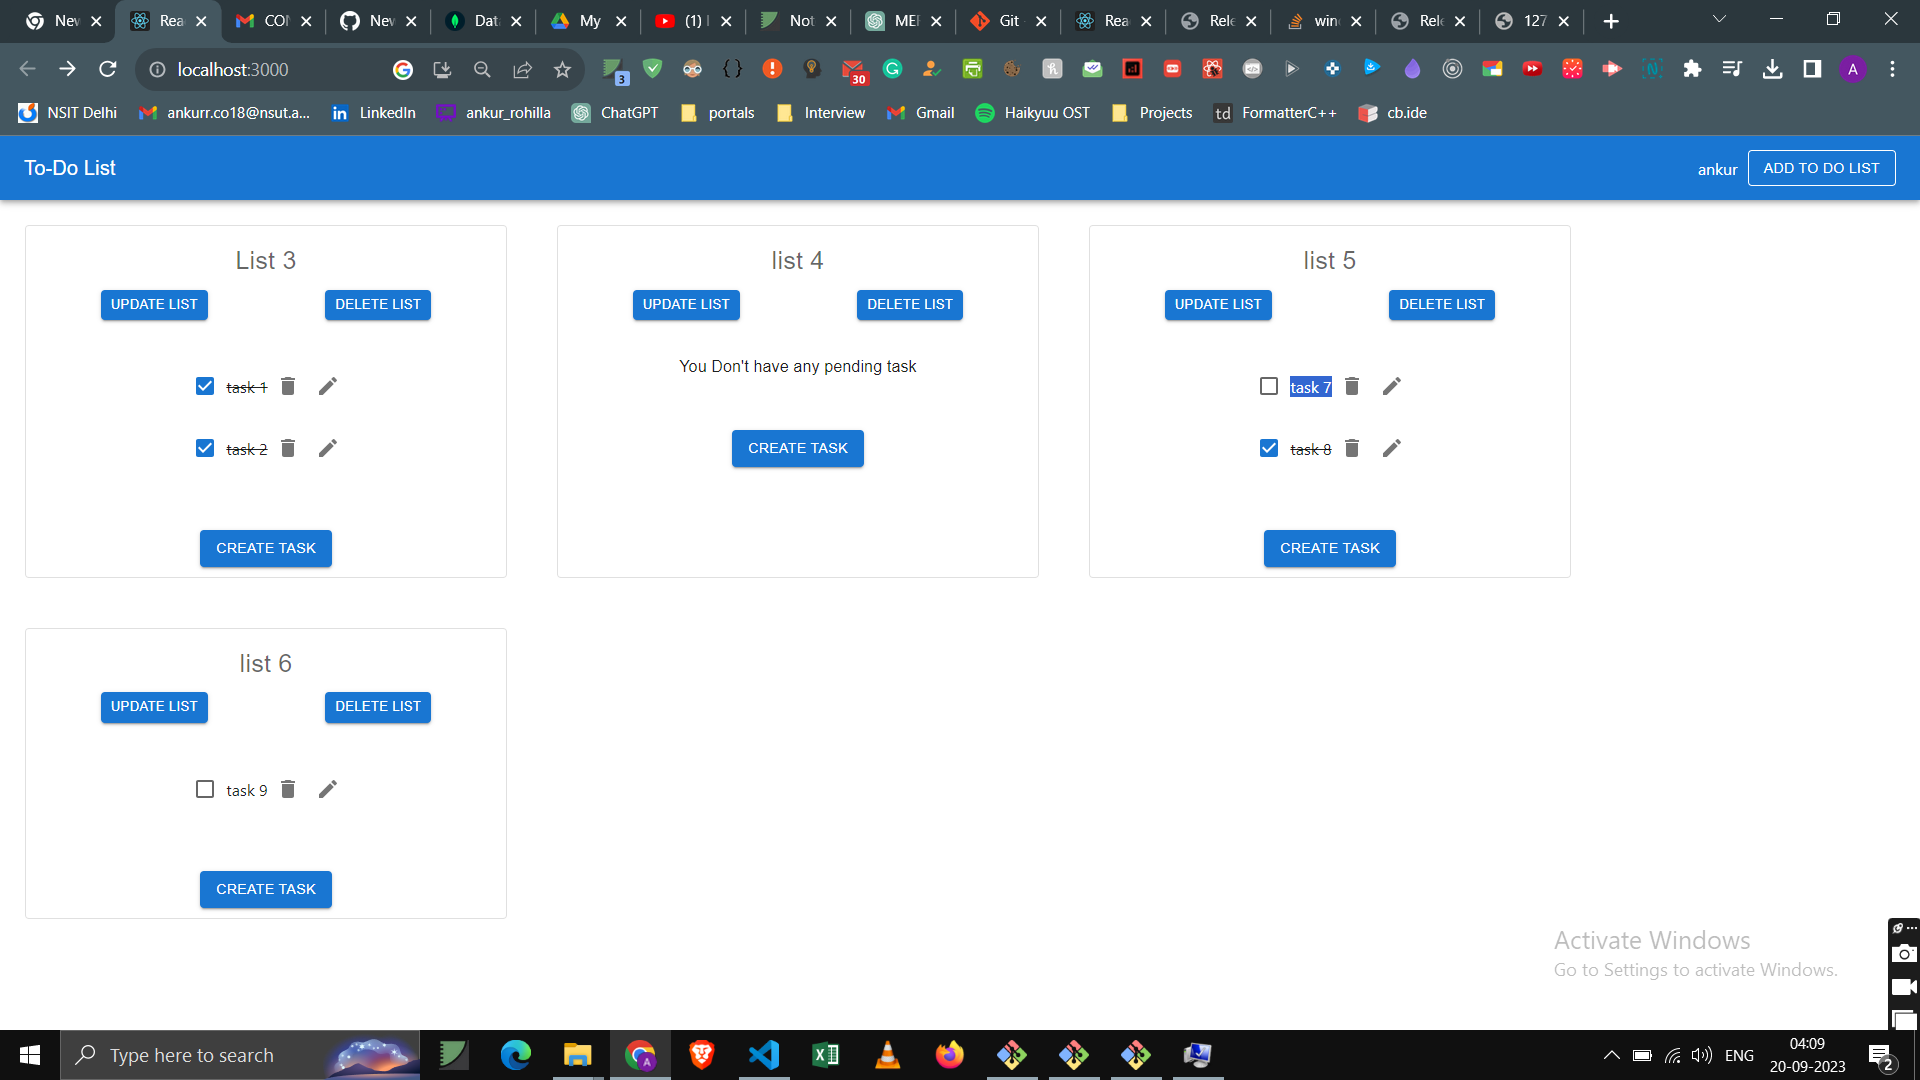 New
Rea
CON
New
Data
My
(1)
Not
MER
Git
Rea
Rele
win
Rele
127
localhost:3000
3
30
A
NSIT Delhi
ankurr.co18@nsut.a...
LinkedIn
ankur_rohilla
ChatGPT
portals
Interview
Gmail
Haikyuu OST
Projects
td FormatterC++
cb.ide
To-Do List
ankur
ADD TO DO LIST
List 3
UPDATE LIST DELETE LIST
task 1
task 2
CREATE TASK
list 4
UPDATE LIST DELETE LIST
You Don't have any pending task
CREATE TASK
list 5
UPDATE LIST DELETE LIST
task 7
task 8
CREATE TASK
list 6
UPDATE LIST DELETE LIST
task 9
CREATE TASK
Activate Windows
Go to Settings to activate Windows.
Type here to search
ENG
04:09
20-09-2023
2